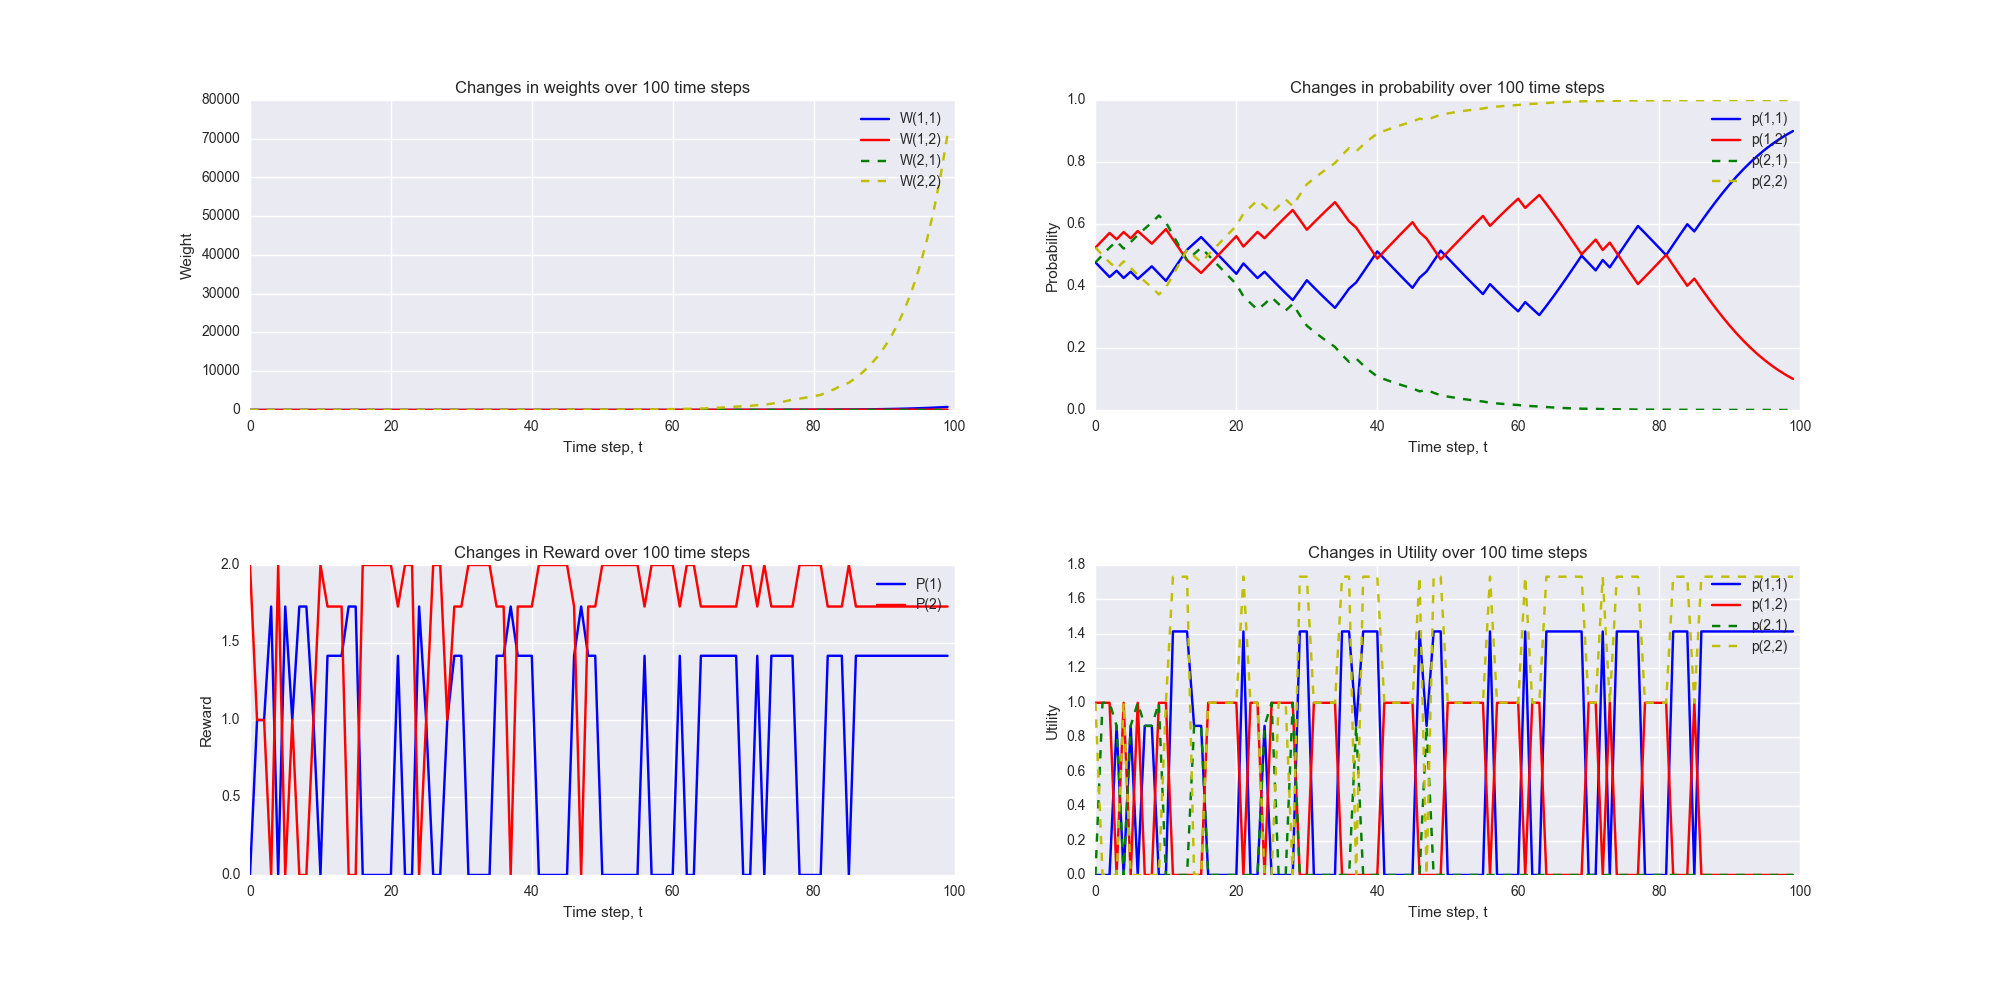 Changes in weights over 100 time steps
80000
70000
60000
50000
40000
30000
20000
10000
0
Weight
0 20 40 60 80 100
Time step, t
W(1,1)
W(1,2)
W(2,1)
W(2,2)
Changes in probability over 100 time steps
1.0
0.8
0.6
0.4
0.2
0.0
Probability
0 20 40 60 80 100
Time step, t
p(1,1)
p(1,2)
p(2,1)
p(2,2)
Changes in Reward over 100 time steps
2.0
1.5
1.0
0.5
0.0
Reward
0 20 40 60 80 100
Time step, t
P(1)
P(2)
Changes in Utility over 100 time steps
1.8
1.6
1.4
1.2
1.0
0.8
0.6
0.4
0.2
0.0
Utility
0 20 40 60 80 100
Time step, t
p(1,1)
p(1,2)
p(2,1)
p(2,2)